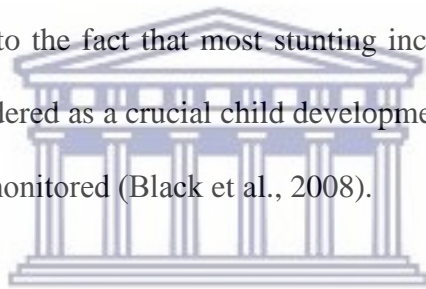 to the fact that most stunting inc
dered as a crucial child developme
monitored (Black et al., 2008).